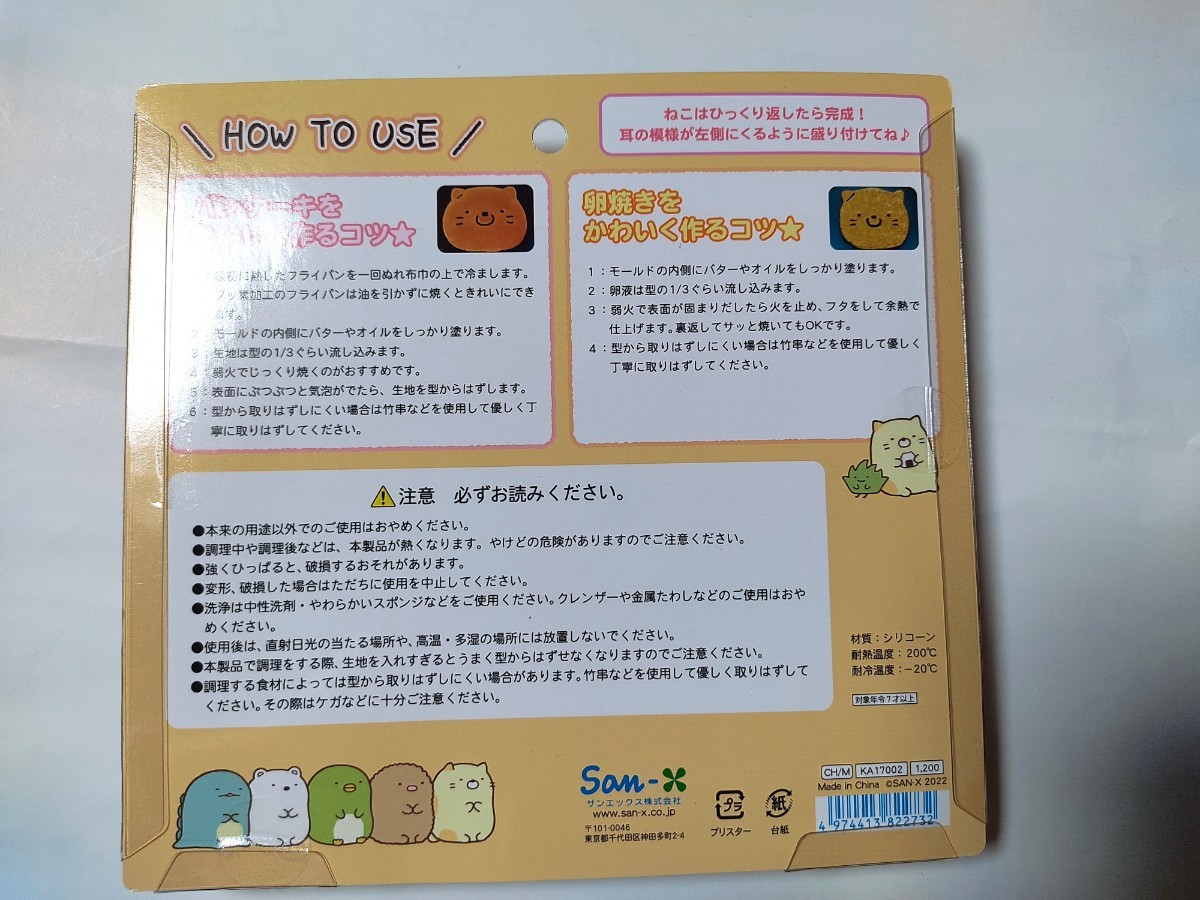 HOW TO USE
ねこはひっくり返したら完成！
耳の模様が左側にくるように盛り付けてね♪
パンケーキを
作るコツ★
1：最初に熱したフライパンを一回ぬれ布巾の上で冷まします。
フッ素加工のフライパンは油を引かずに焼くときれいにでき
ます。
2：モールドの内側にバターやオイルをしっかり塗ります。
3：生地は型の1/3ぐらい流し込みます。
4：弱火でじっくり焼くのがおすすめです。
5：表面にぷつぷつと気泡がでたら、生地を型からはずします。
6：型から取りはずしにくい場合は竹串などを使用して優しく丁
寧に取りはずしてください。
卵焼きを
かわいく作るコツ★
1：モールドの内側にバターやオイルをしっかり塗ります。
2：卵液は型の1/3ぐらい流し込みます。
3：弱火で表面が固まりだしたら火を止め、フタをして余熱で
仕上げます。裏返してサッと焼いてもOKです。
4：型から取りはずしにくい場合は竹串などを使用して優しく
丁寧に取りはずしてください。
注意 必ずお読みください。
●本来の用途以外でのご使用はおやめください。
●調理中や調理後などは、本製品が熱くなります。やけどの危険がありますのでご注意ください。
●強くひっぱると、破損するおそれがあります。
●変形、破損した場合はただちに使用を中止してください。
●洗浄は中性洗剤・やわらかいスポンジなどをご使用ください。クレンザーや金属たわしなどのご使用はおや
めください。
●使用後は、直射日光の当たる場所や、高温・多湿の場所には放置しないでください。
●本製品で調理をする際、生地を入れすぎるとうまく型からはずせなくなりますのでご注意ください。
●調理する食材によっては型から取りはずしにくい場合があります。竹串などを使用して優しく取りはずして
ください。その際はケガなどに十分ご注意ください。
材質：シリコーン
耐熱温度：200℃
耐冷温度：-20℃
対象年令7才以上
San-X
サンエックス株式会社
www.san-x.co.jp
〒101-0046
東京都千代田区神田多町2-4
プラ
ブリスター
紙
台紙
CH/M KA17002 1,200
Made in China ©SAN-X 2022
4 974413 822732